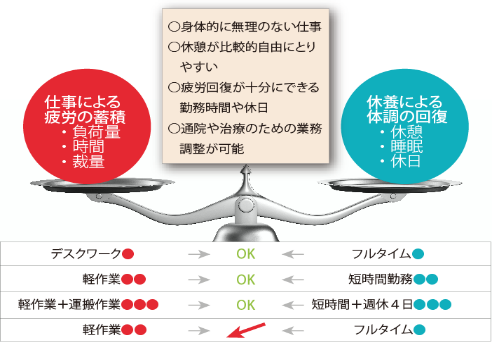 ○身体的に無理のない仕事
○休憩が比較的自由にとり
やすい
○疲労回復が十分にできる
勤務時間や休日
○通院や治療のための業務
調整が可能
仕事による
疲労の蓄積
・負荷量
・時間
・裁量
休養による
体調の回復
・休憩
・睡眠
・休日
デスクワーク● → OK ← フルタイム●
軽作業●● → OK ← 短時間勤務●●
軽作業＋運搬作業●●● → OK ← 短時間＋週休４日●●●
軽作業●● ← フルタイム●